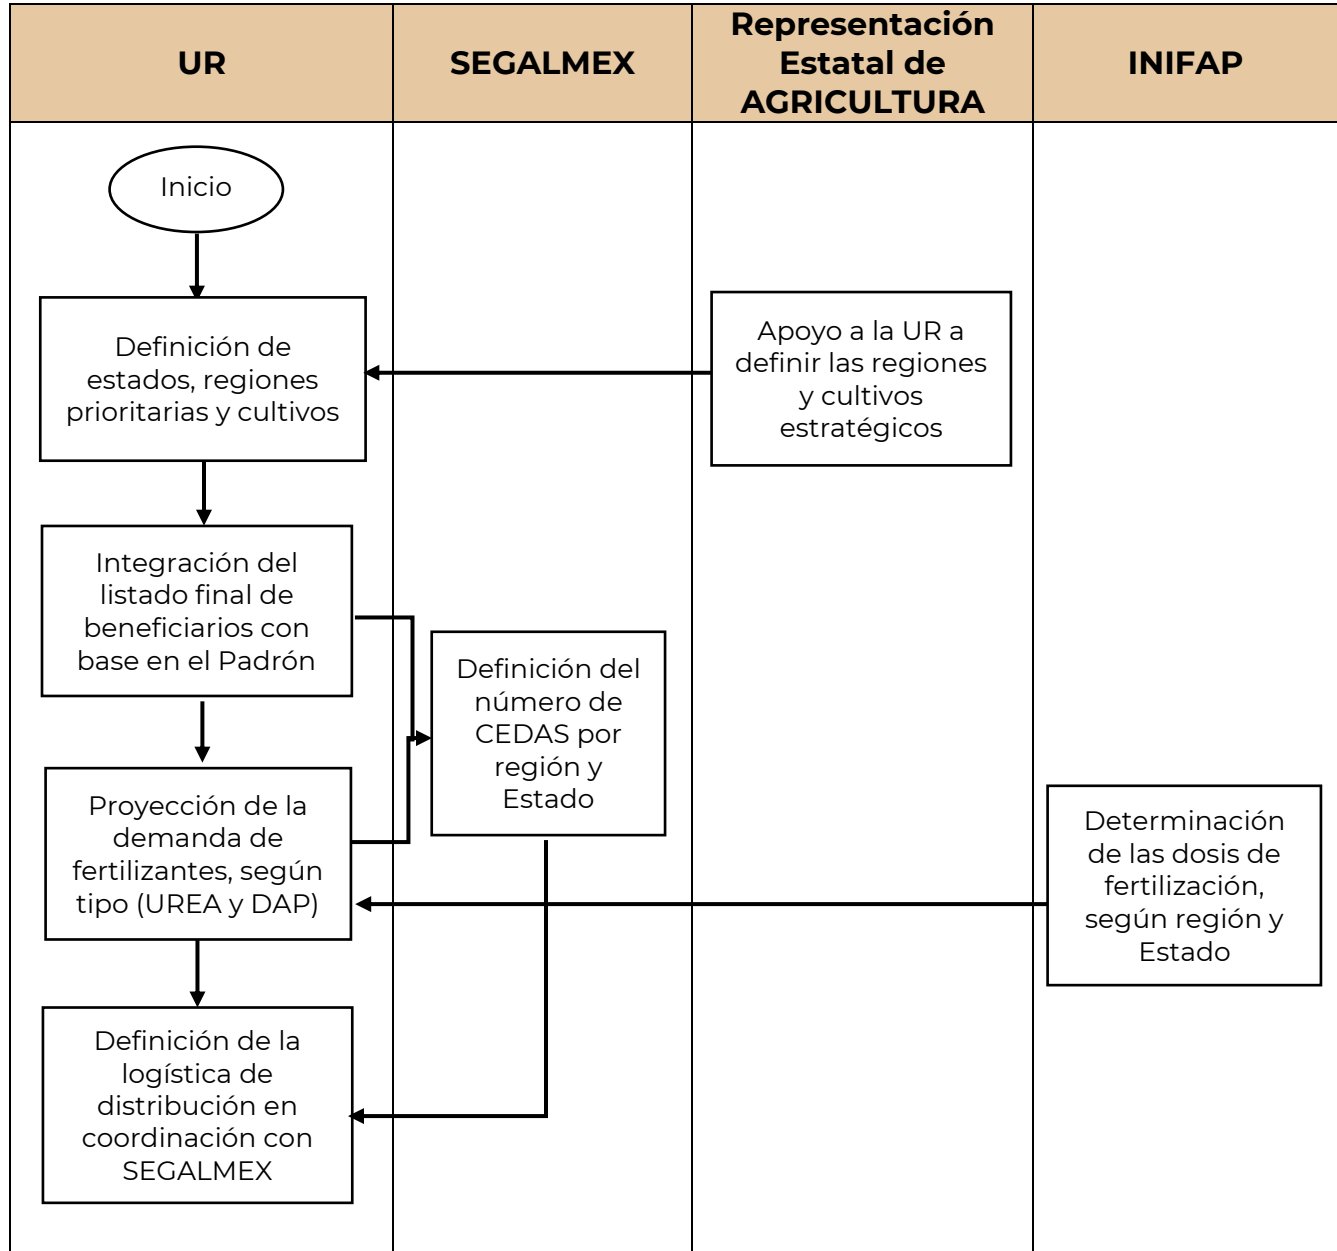 UR
SEGALMEX
Representación
Estatal de
AGRICULTURA
INIFAP
Inicio
Definición de
estados, regiones
prioritarias y cultivos
Apoyo a la UR a
definir las regiones
y cultivos
estratégicos
Integración del
listado final de
beneficiarios con
base en el Padrón
Definición del
número de
CEDAS por
región y
Estado
Proyección de la
demanda de
fertilizantes, según
tipo (UREA y DAP)
Determinación
de las dosis de
fertilización,
según región y
Estado
Definición de la
logística de
distribución en
coordinación con
SEGALMEX